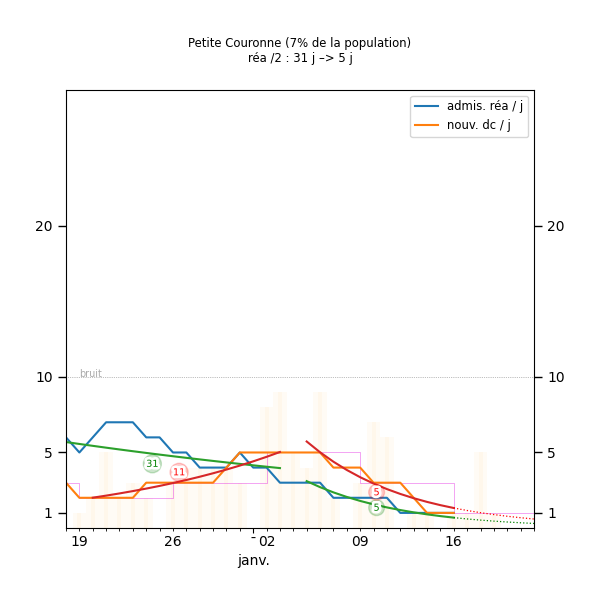 Petite Couronne (7% de la population)
réa /2 : 31 j –> 5 j
admis. réa / j
nouv. dc / j
20
20
bruit
10
10
5
5
31
11
5
5
1
1
19
26
02
09
16
janv.